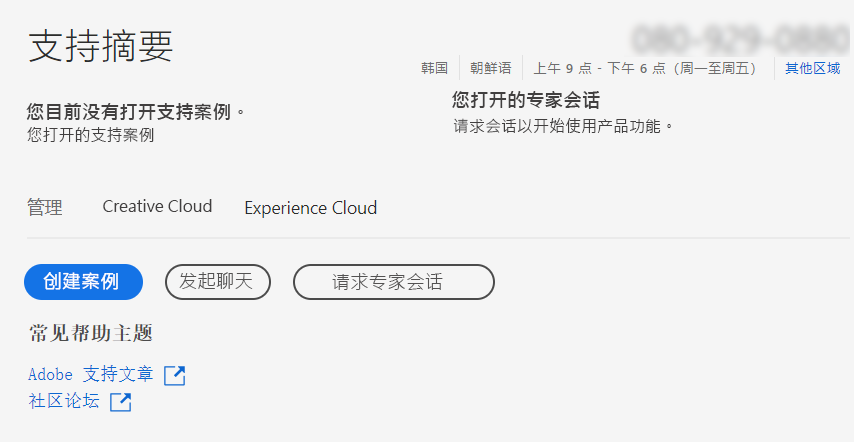 支持摘要
韩国 朝鲜语 上午 9 点 - 下午 6 点（周一至周五） 其他区域
您目前没有打开支持案例。
您打开的支持案例
您打开的专家会话
请求会话以开始使用产品功能。
管理 Creative Cloud Experience Cloud
创建案例 发起聊天 请求专家会话
常见帮助主题
Adobe 支持文章
社区论坛